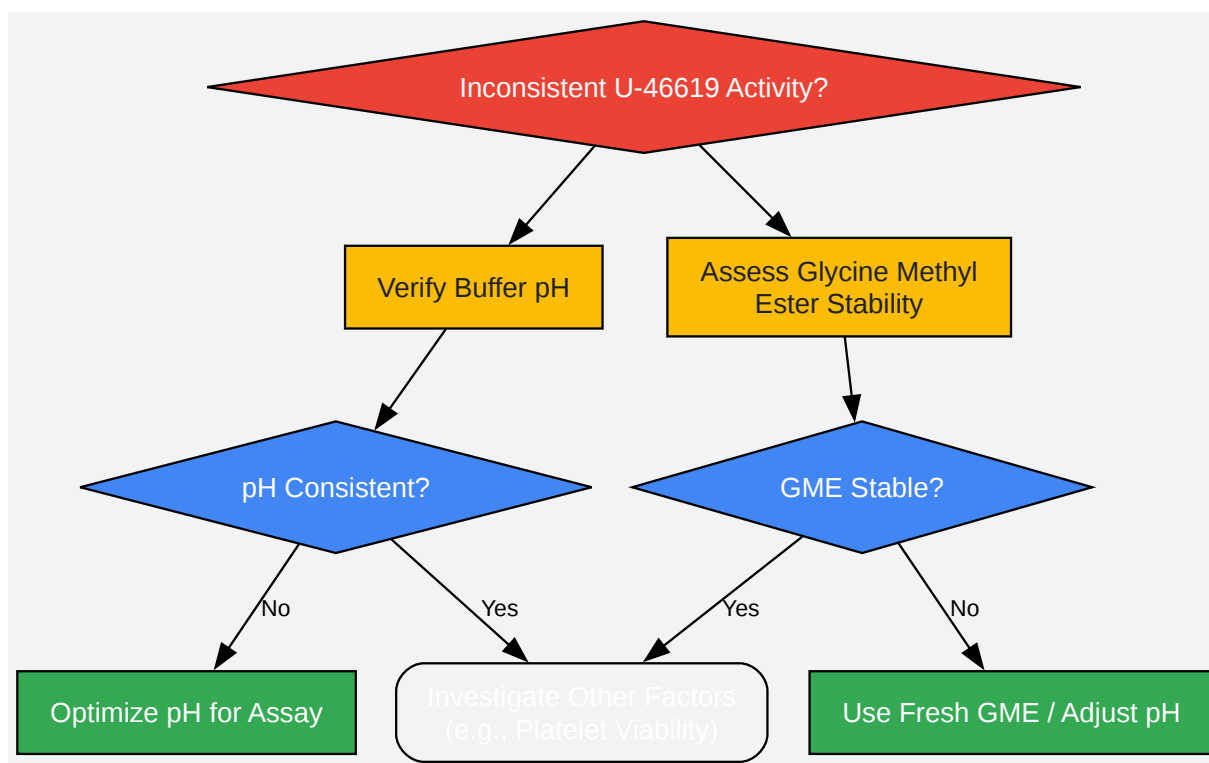 Inconsistent U-46619 Activity?
Verify Buffer pH
Assess Glycine Methyl
Ester Stability
pH Consistent?
GME Stable?
No
Yes
Yes
No
Optimize pH for Assay
Investigate Other Factors
(e.g., Platelet Viability)
Use Fresh GME / Adjust pH